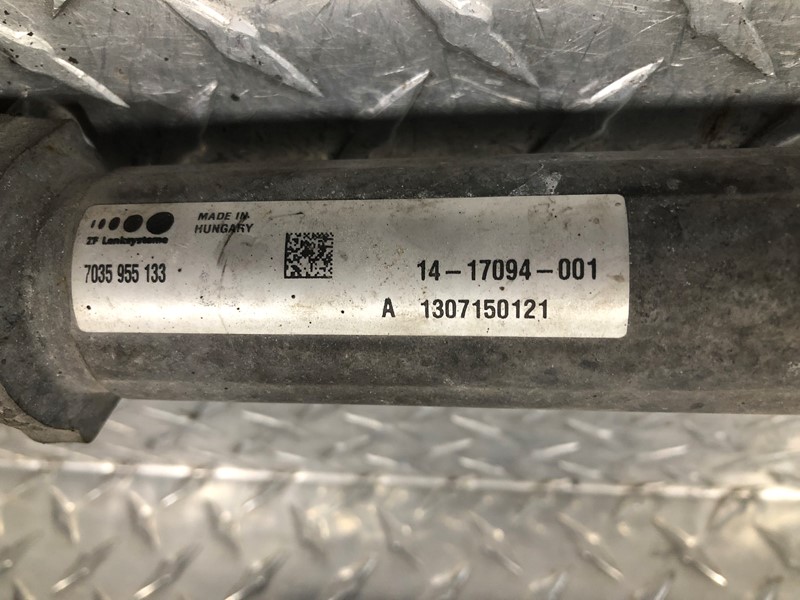 ZF Lenksysteme
MADE IN
HUNGARY
7035 955 133
14-17094-001
A 1307150121